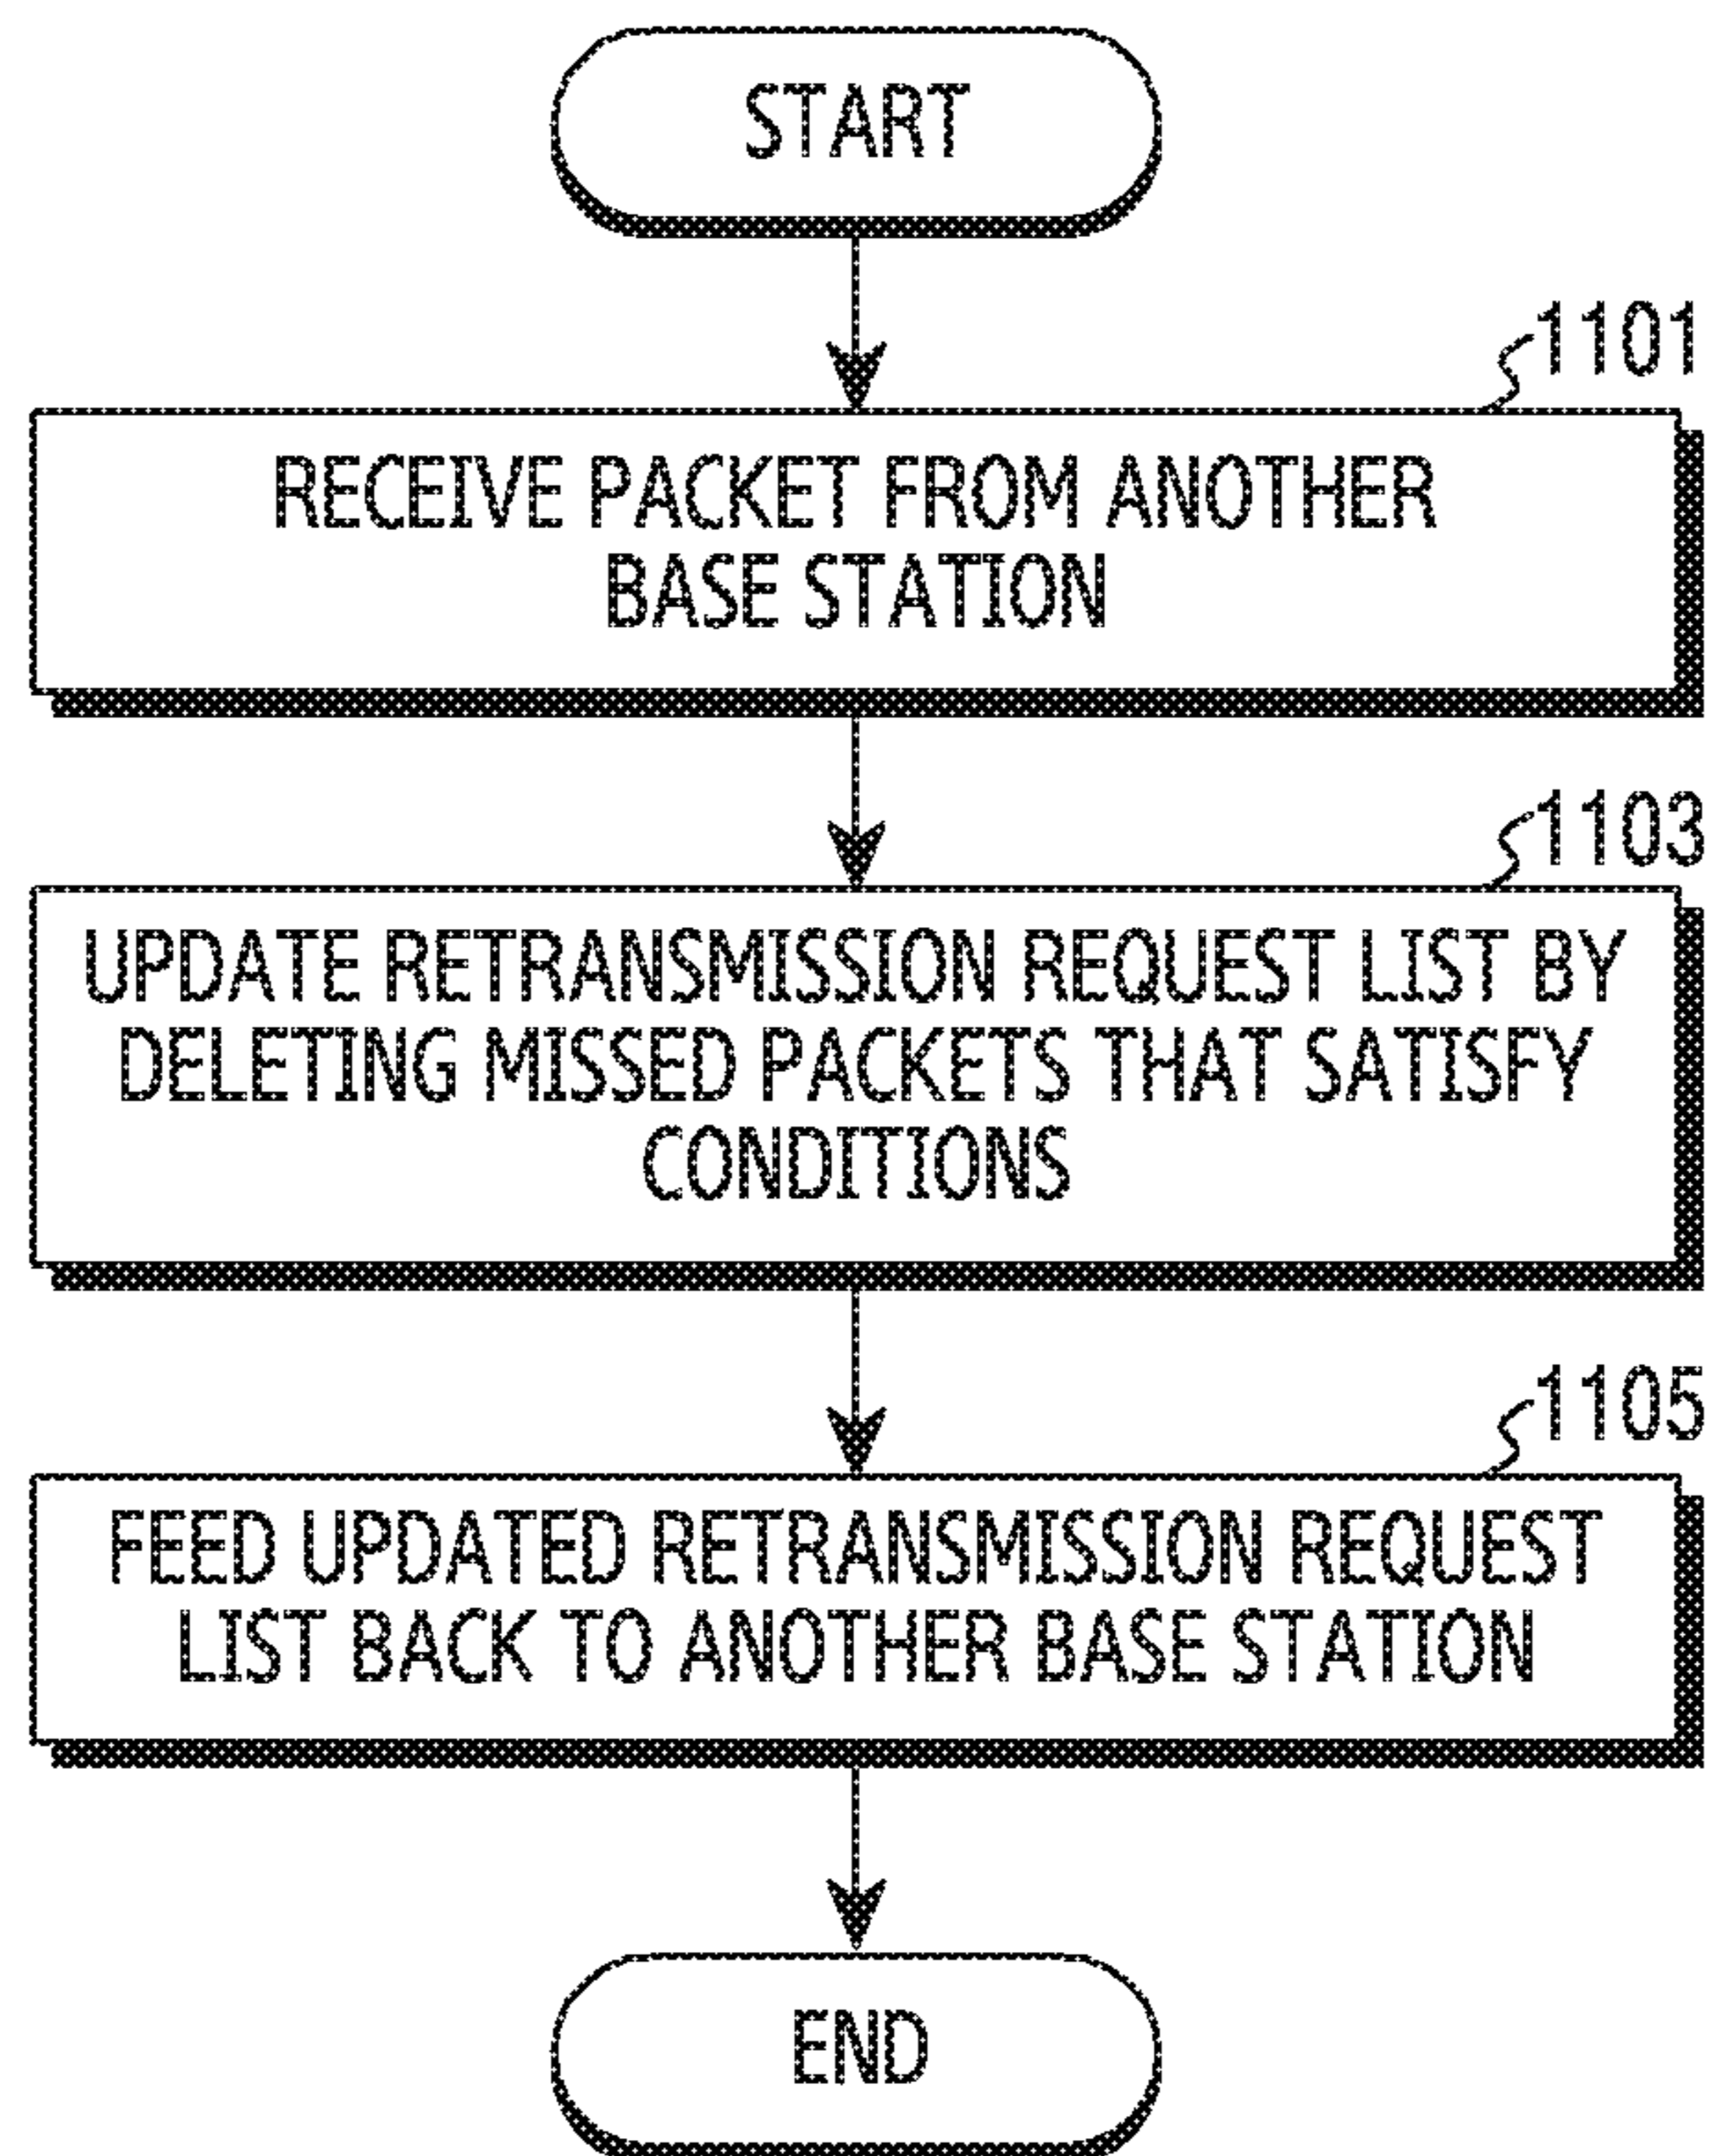 START
1101
RECEIVE PACKET FROM ANOTHER
BASE STATION
1103
UPDATE RETRANSMISSION REQUEST LIST BY
DELETING MISSED PACKETS THAT SATISFY
CONDITIONS
1105
FEED UPDATED RETRANSMISSION REQUEST
LIST BACK TO ANOTHER BASE STATION
END